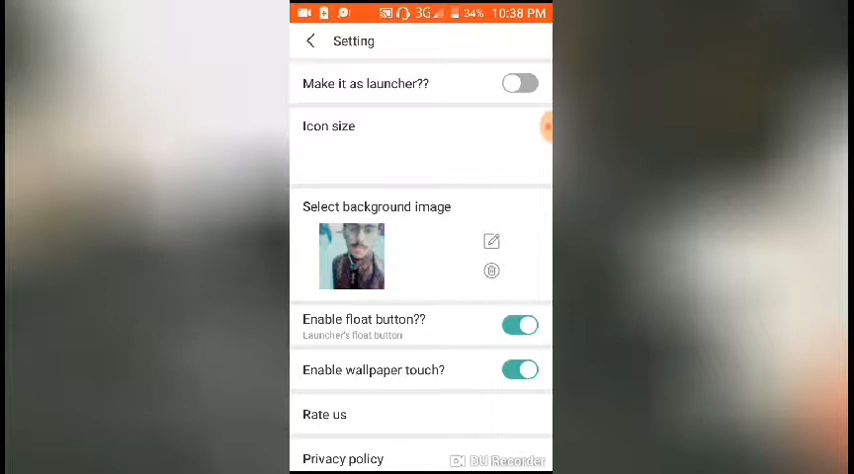 3G 34% 10:38 PM
Setting
Make it as launcher??
Icon size
Select background image
Enable float button??
Launcher's float button
Enable wallpaper touch?
Rate us
Privacy policy
DU Recorder